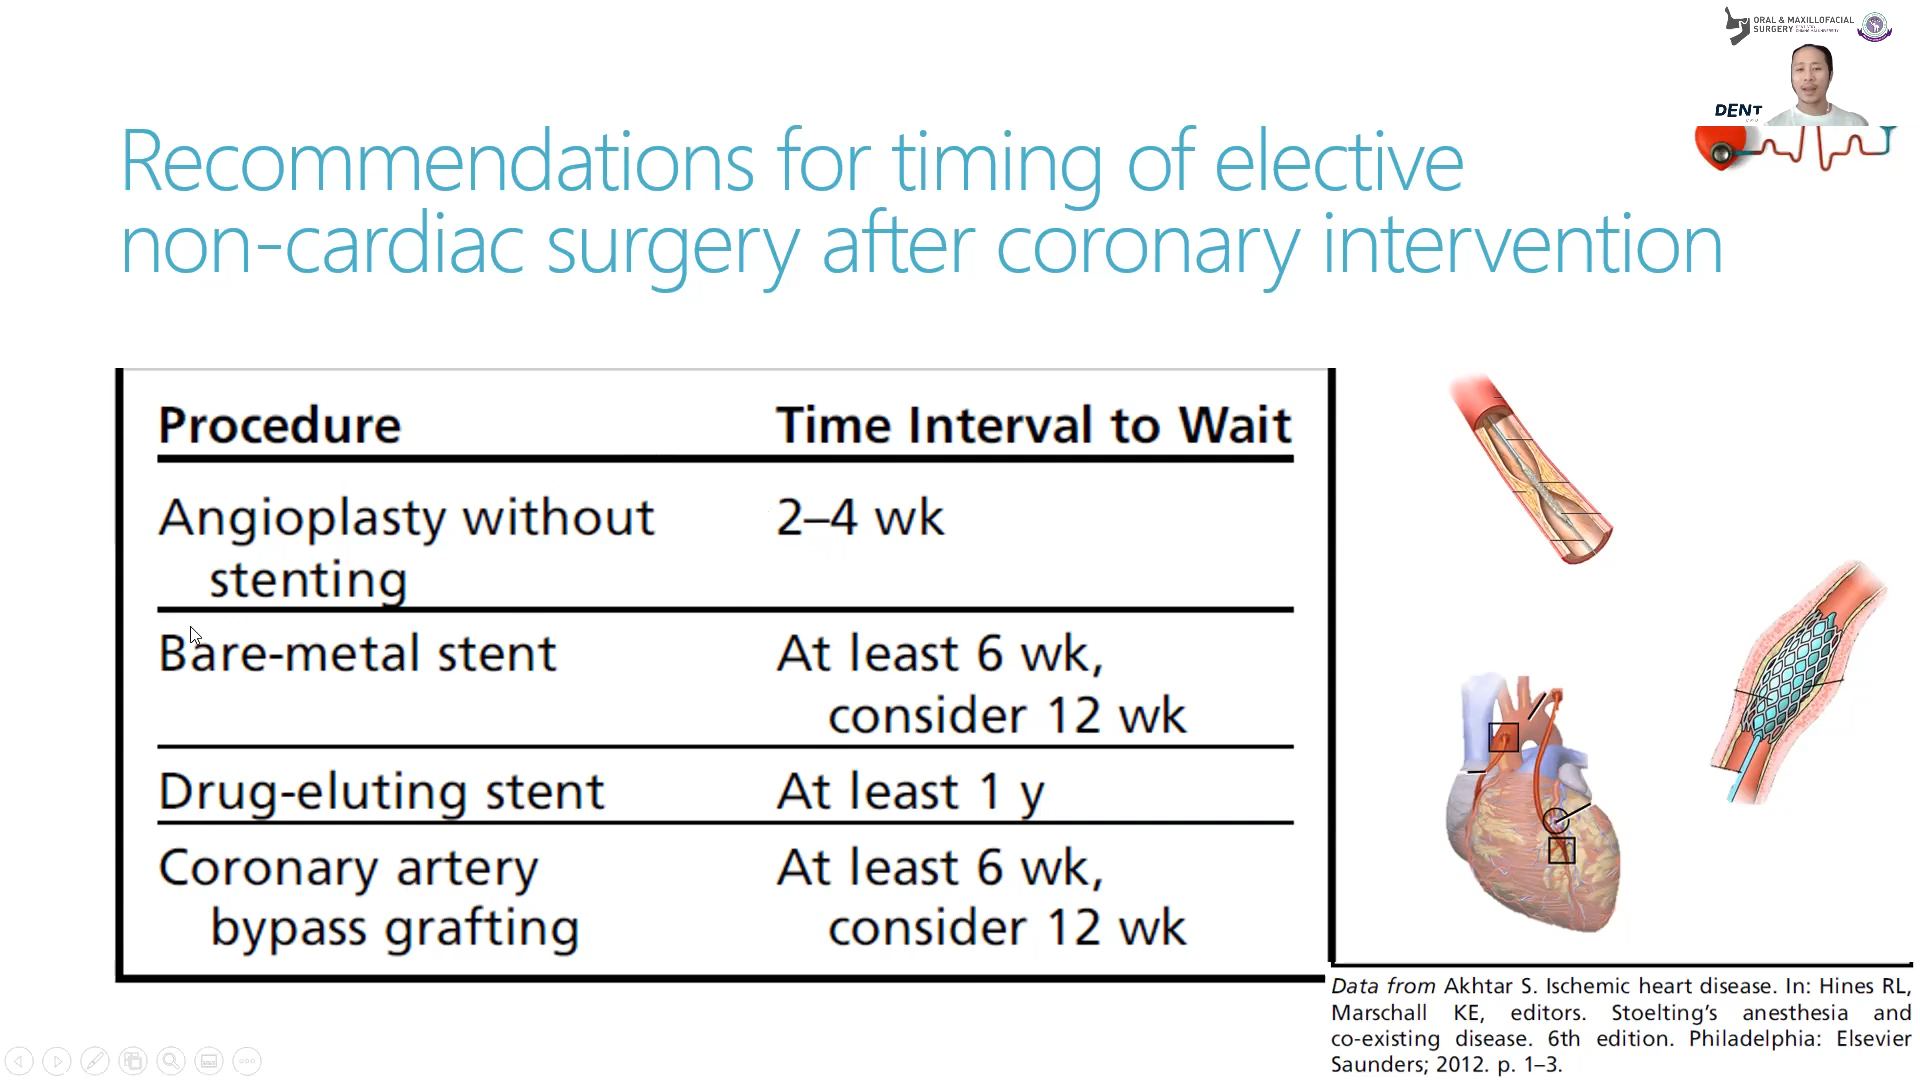 ORAL & MAXILLOFACIAL
SURGERY
DENT
Recommendations for timing of elective
non-cardiac surgery after coronary intervention
Procedure Time Interval to Wait
Angioplasty without 2–4 wk
stenting
Bare-metal stent At least 6 wk,
consider 12 wk
Drug-eluting stent At least 1 y
Coronary artery At least 6 wk,
bypass grafting consider 12 wk
Data from Akhtar S. Ischemic heart disease. In: Hines RL,
Marschall KE, editors. Stoelting’s anesthesia and
co-existing disease. 6th edition. Philadelphia: Elsevier
Saunders; 2012. p. 1–3.